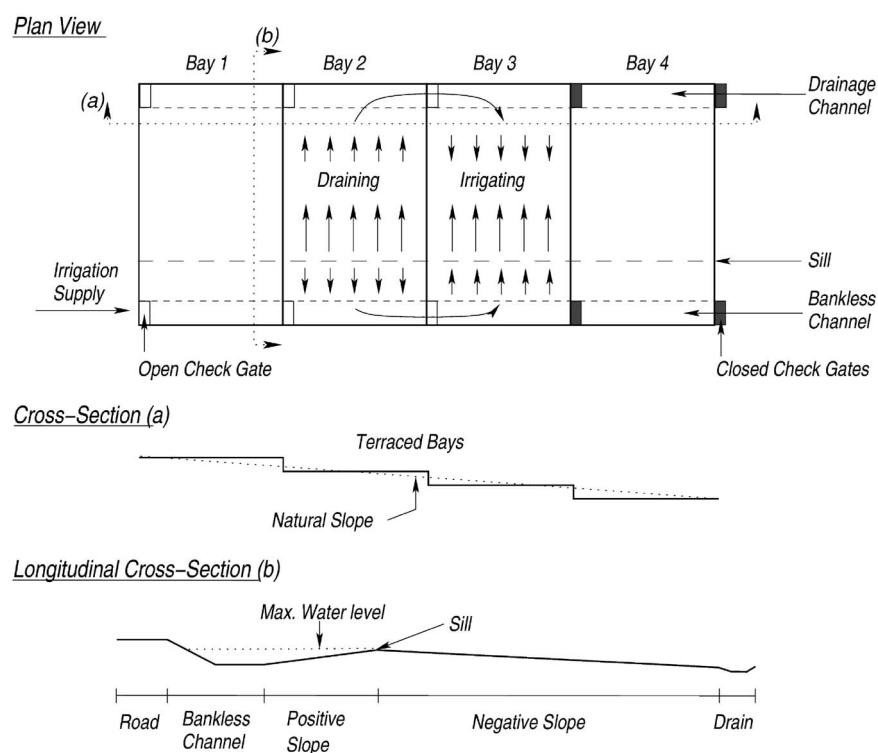 Plan View
(b)
Bay 1
Bay 2
Bay 3
Bay 4
(a)
Drainage
Channel
Draining
Irrigating
Irrigation
Supply
Sill
Bankless
Channel
Open Check Gate
Closed Check Gates
Cross-Section (a)
Terraced Bays
Natural Slope
Longitudinal Cross-Section (b)
Max. Water level
Sill
Road
Bankless
Channel
Positive
Slope
Negative Slope
Drain